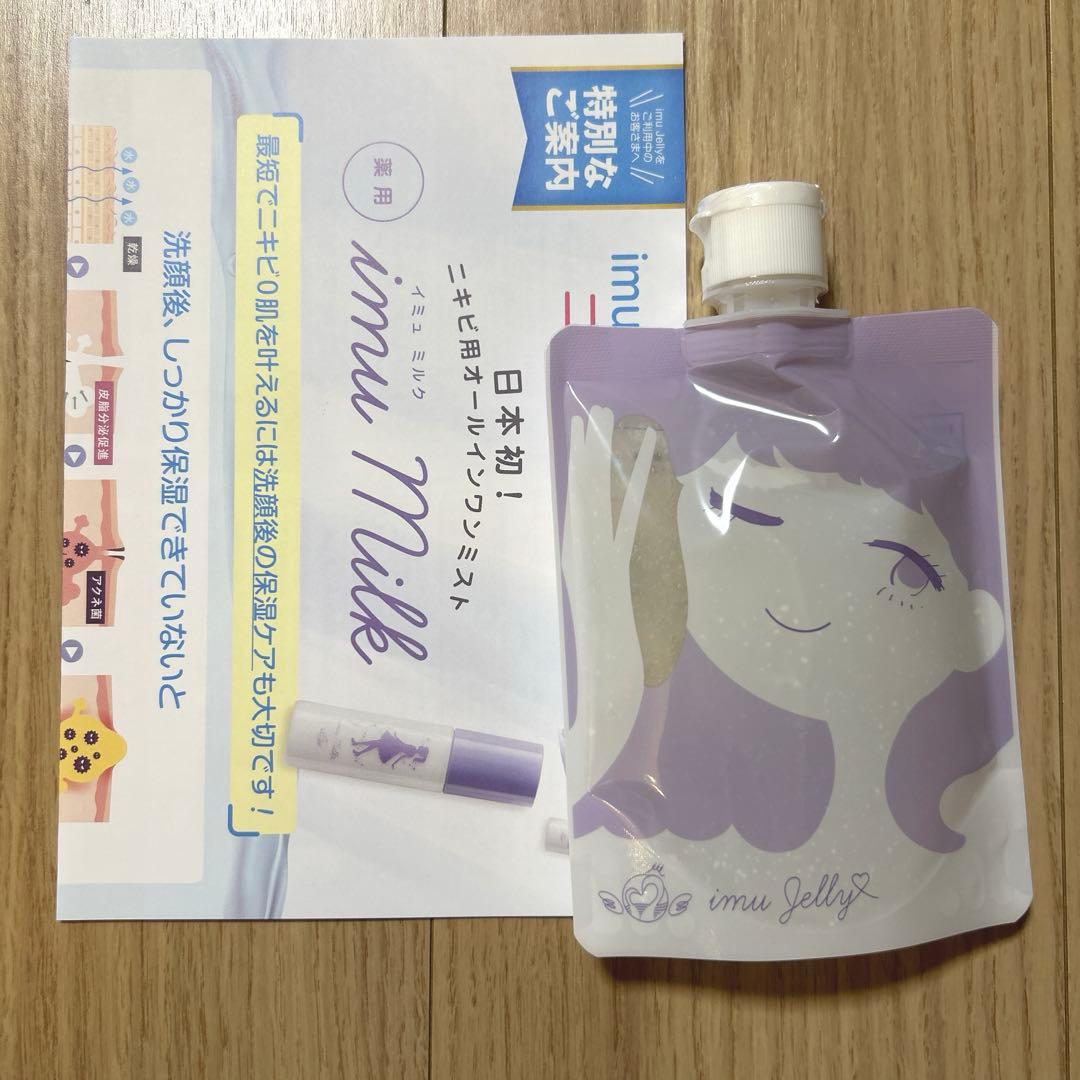 imu Jellyを
ご利用中の
お客さまへ
特別な
ご案内
imu
日本初！
ニキビ用オールインワンミスト
薬用
イミュ ミルク
imu Milk
最短でニキビ0肌を叶えるには洗顔後の保湿ケアも大切です！
洗顔後、しっかり保湿できていないと
水
水
水
乾燥
皮脂分泌促進
アクネ菌
imu Jelly